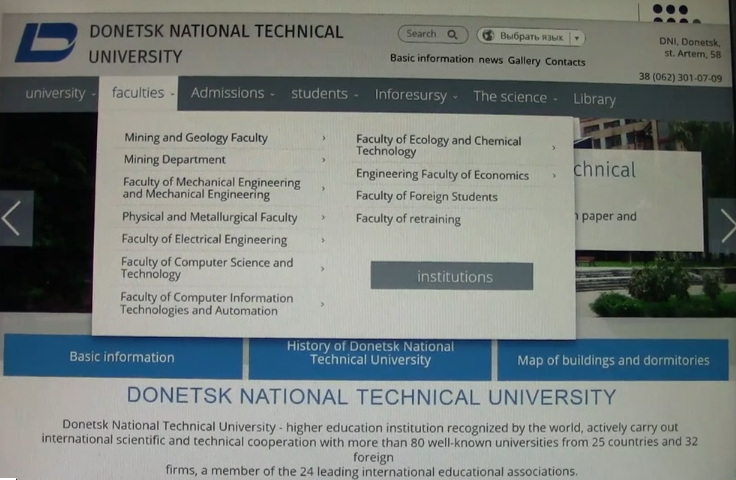 DONETSK NATIONAL TECHNICAL
UNIVERSITY
Search
Выбрать язык
Basic information news Gallery Contacts
DNI, Donetsk,
st. Artem, 58
38 (062) 301-07-09
university faculties Admissions students Inforesursy The science Library
Mining and Geology Faculty
Mining Department
Faculty of Mechanical Engineering
and Mechanical Engineering
Physical and Metallurgical Faculty
Faculty of Electrical Engineering
Faculty of Computer Science and
Technology
Faculty of Computer Information
Technologies and Automation
Faculty of Ecology and Chemical
Technology
Engineering Faculty of Economics
Faculty of Foreign Students
Faculty of retraining
institutions
chnical
paper and
Basic information
History of Donetsk National
Technical University
Map of buildings and dormitories
DONETSK NATIONAL TECHNICAL UNIVERSITY
Donetsk National Technical University - higher education institution recognized by the world, actively carry out
international scientific and technical cooperation with more than 80 well-known universities from 25 countries and 32
foreign
firms, a member of the 24 leading international educational associations.